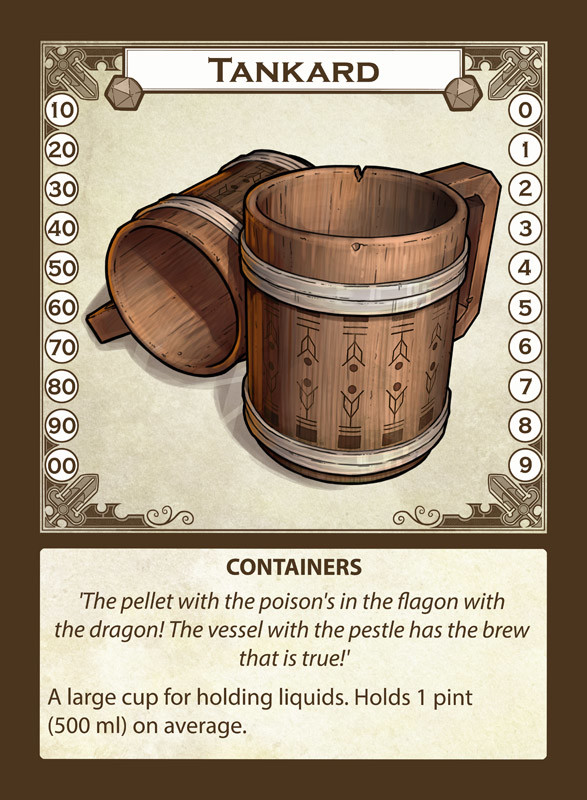 TANKARD
10 0
20 1
30 2
40 3
50 4
60 5
70 6
80 7
90 8
00 9
CONTAINERS
'The pellet with the poison's in the flagon with
the dragon! The vessel with the pestle has the brew
that is true!'
A large cup for holding liquids. Holds 1 pint
(500 ml) on average.